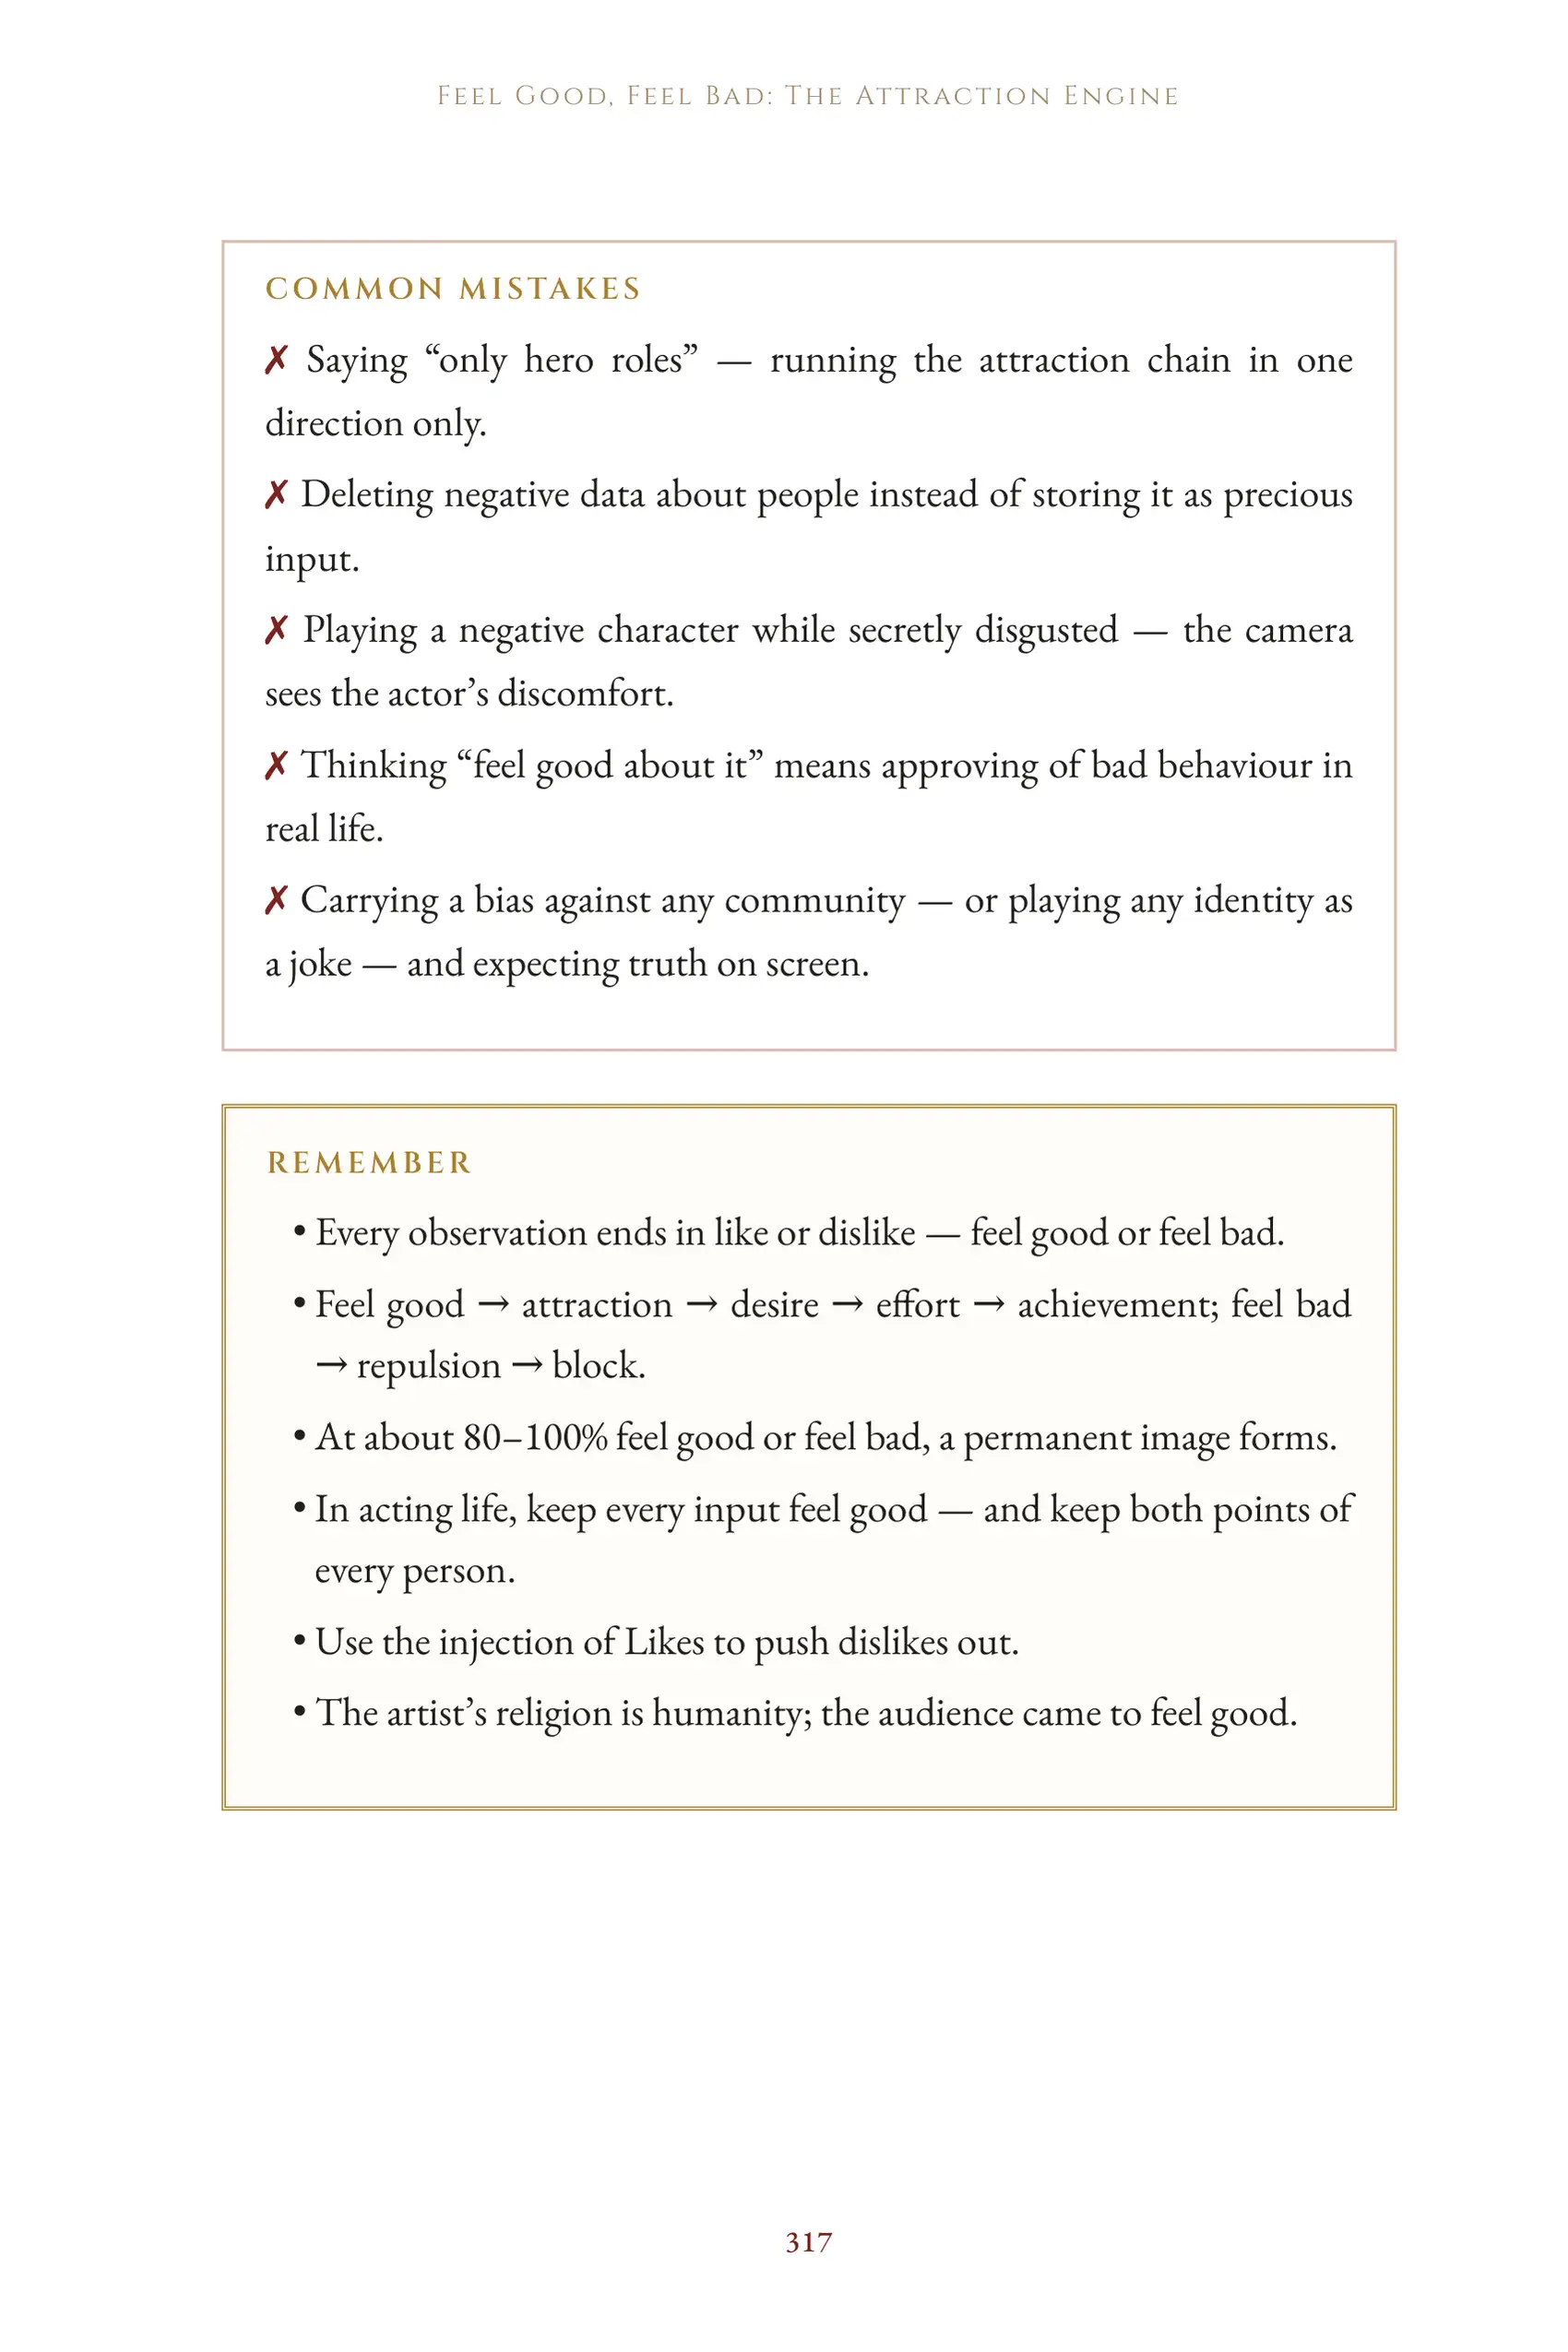 Feel Good, Feel Bad: The Attraction Engine
COMMON MISTAKES
✗ Saying “only hero roles” — running the attraction chain in one
direction only.
✗ Deleting negative data about people instead of storing it as precious
input.
✗ Playing a negative character while secretly disgusted — the camera
sees the actor’s discomfort.
✗ Thinking “feel good about it” means approving of bad behaviour in
real life.
✗ Carrying a bias against any community — or playing any identity as
a joke — and expecting truth on screen.
REMEMBER
• Every observation ends in like or dislike — feel good or feel bad.
• Feel good → attraction → desire → effort → achievement; feel bad
→ repulsion → block.
• At about 80–100% feel good or feel bad, a permanent image forms.
• In acting life, keep every input feel good — and keep both points of
every person.
• Use the injection of Likes to push dislikes out.
• The artist’s religion is humanity; the audience came to feel good.
317